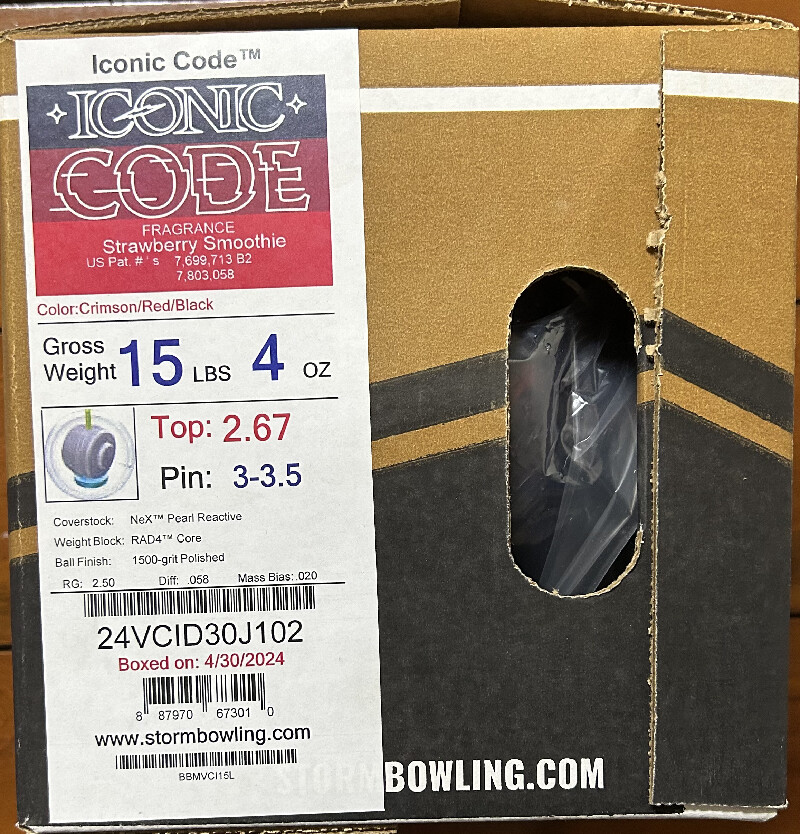 Iconic Code™
ICONIC
CODE
FRAGRANCE
Strawberry Smoothie
US Pat. #'s 7,699,713 B2
7,803,058
Color:Crimson/Red/Black
Gross
Weight 15 LBS 4 OZ
Top: 2.67
Pin: 3-3.5
Coverstock: NeX™ Pearl Reactive
Weight Block: RAD4™ Core
Ball Finish: 1500-grit Polished
RG: 2.50 Diff: .058 Mass Bias: .020
24VCID30J102
Boxed on: 4/30/2024
8 87970 67301 0
www.stormbowling.com
BBMVCI15L
STORMBOWLING.COM